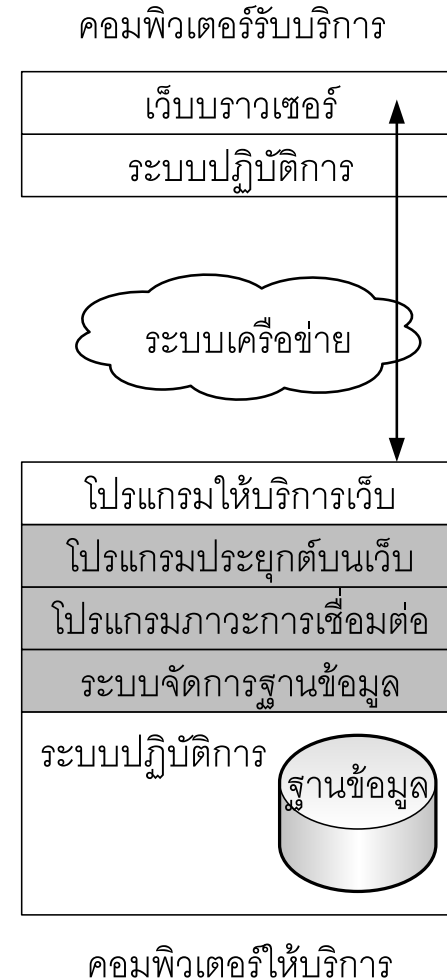 คอมพิวเตอร์รับบริการ
เว็บบราวเซอร์
ระบบปฏิบัติการ
ระบบเครือข่าย
โปรแกรมให้บริการเว็บ
โปรแกรมประยุกต์บนเว็บ
โปรแกรมภาวะการเชื่อมต่อ
ระบบจัดการฐานข้อมูล
ระบบปฏิบัติการ
ฐานข้อมูล
คอมพิวเตอร์ให้บริการ